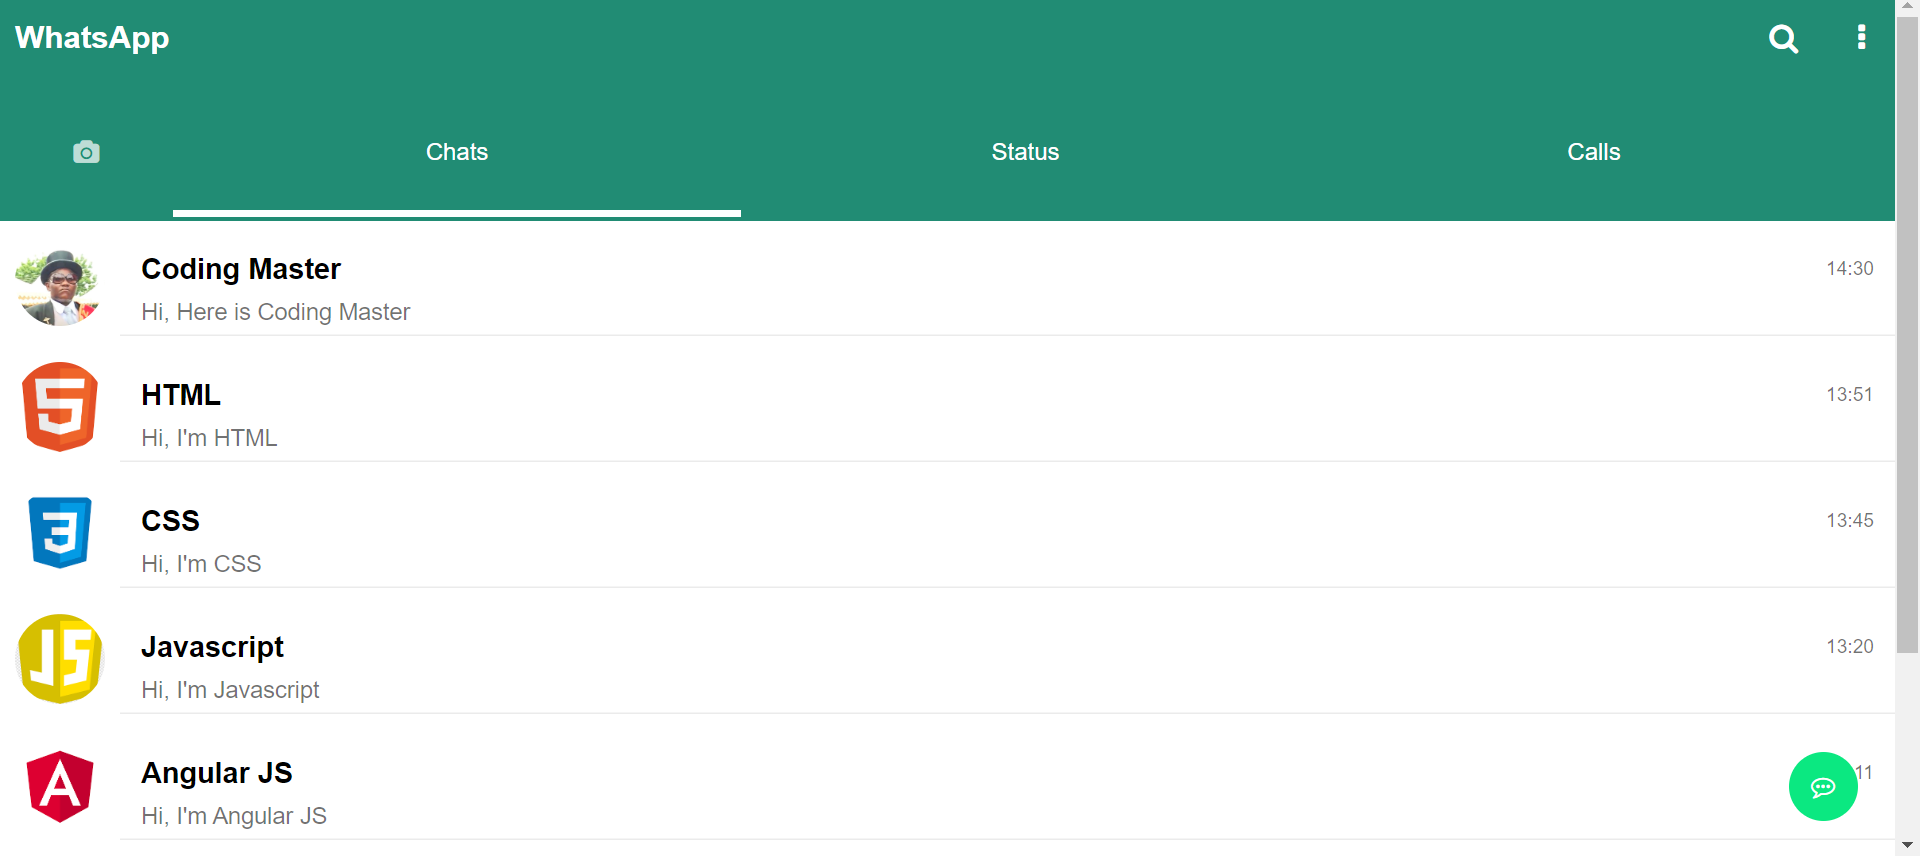 WhatsApp
Chats
Status
Calls
Coding Master
14:30
Hi, Here is Coding Master
HTML
13:51
Hi, I'm HTML
CSS
13:45
Hi, I'm CSS
JS
Javascript
13:20
Hi, I'm Javascript
A
Angular JS
11
Hi, I'm Angular JS